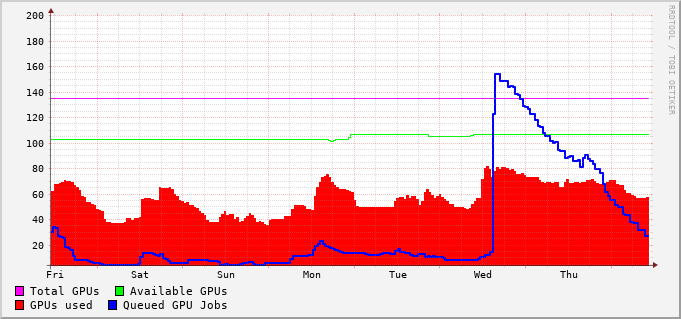 200
180
160
140
120
100
80
60
40
20
Fri Sat Sun Mon Tue Wed Thu
Total GPUs Available GPUs
GPUs used Queued GPU Jobs
RRDTOOL / TOBI OETIKER